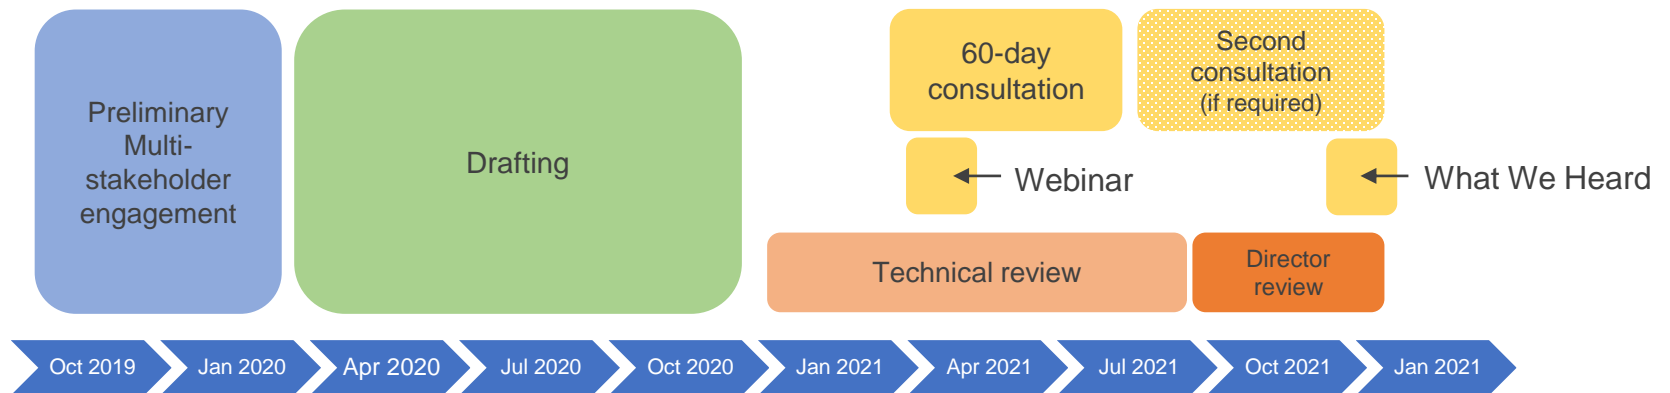 Preliminary
Multi-
stakeholder
engagement
Drafting
60-day
consultation
Second
consultation
(if required)
Webinar
What We Heard
Technical review
Director
review
Oct 2019
Jan 2020
Apr 2020
Jul 2020
Oct 2020
Jan 2021
Apr 2021
Jul 2021
Oct 2021
Jan 2021